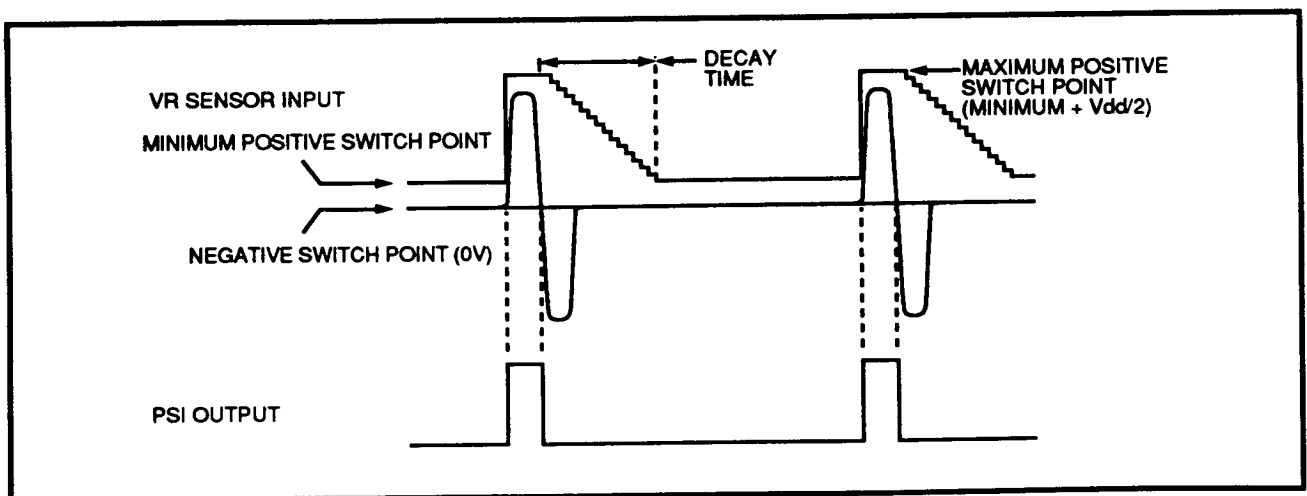 DECAY
TIME
MAXIMUM POSITIVE
SWITCH POINT
(MINIMUM + Vdd/2)
VR SENSOR INPUT
MINIMUM POSITIVE SWITCH POINT
NEGATIVE SWITCH POINT (0V)
PSI OUTPUT